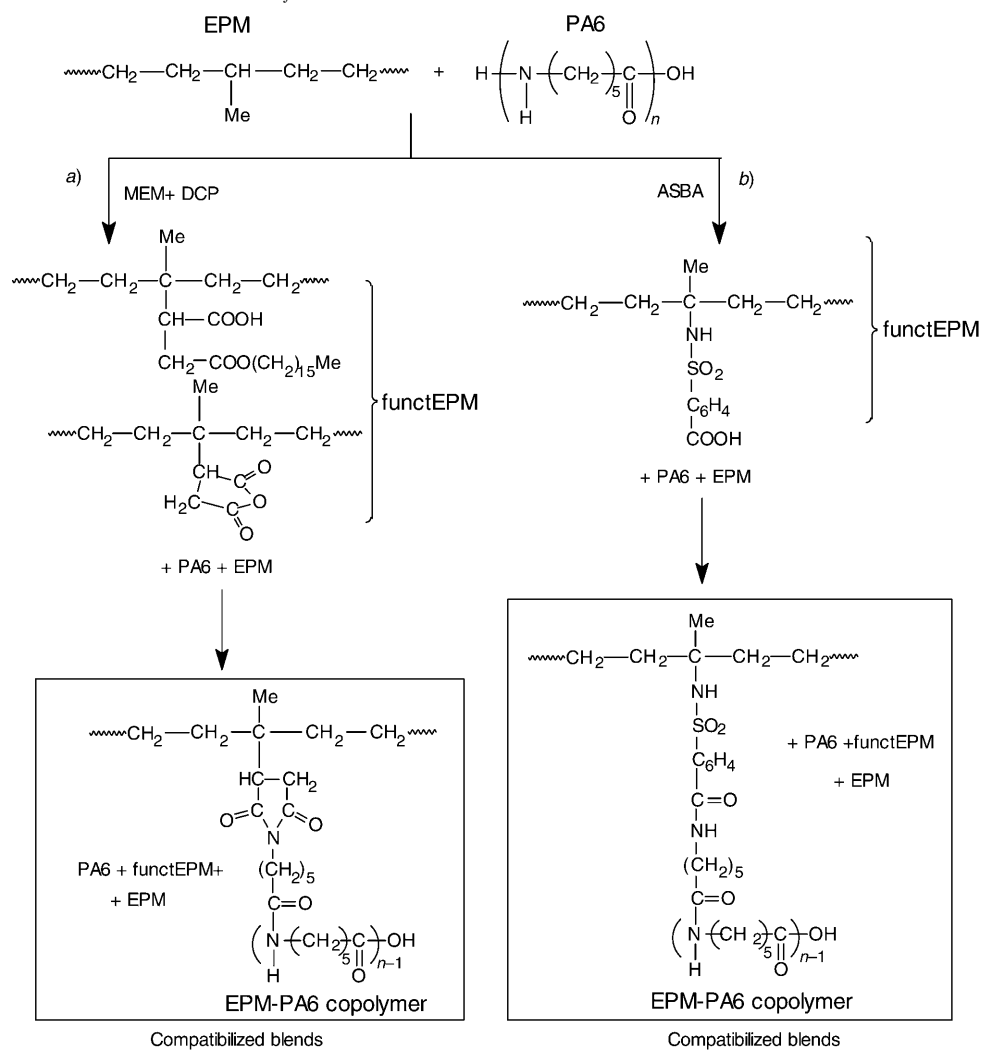 EPM PA6
CH2—CH2—CH—CH2—CH2 + H—(N—(CH2)5—C)n—OH
Me H O
a) b)
MEM+ DCP ASBA
Me
CH2—CH2—C—CH2—CH2
CH—COOH
CH2—COO(CH2)15Me
Me
CH2—CH2—C—CH2—CH2
CH C O
H2C C O
O
functEPM
+ PA6 + EPM
Me
CH2—CH2—C—CH2—CH2
NH
SO2
C6H4
COOH
functEPM
+ PA6 + EPM
Me
CH2—CH2—C—CH2—CH2
HC—CH2
O=C C=O
N
(CH2)5
C=O
(N—(CH2)5C)n–1—OH
H O
PA6 + functEPM+
+ EPM
EPM-PA6 copolymer
Compatibilized blends
Me
CH2—CH2—C—CH2—CH2
NH
SO2
C6H4
C=O
NH
(CH2)5
C=O
(N—(CH 2)5C)n–1—OH
H O
+ PA6 +functEPM
+ EPM
EPM-PA6 copolymer
Compatibilized blends